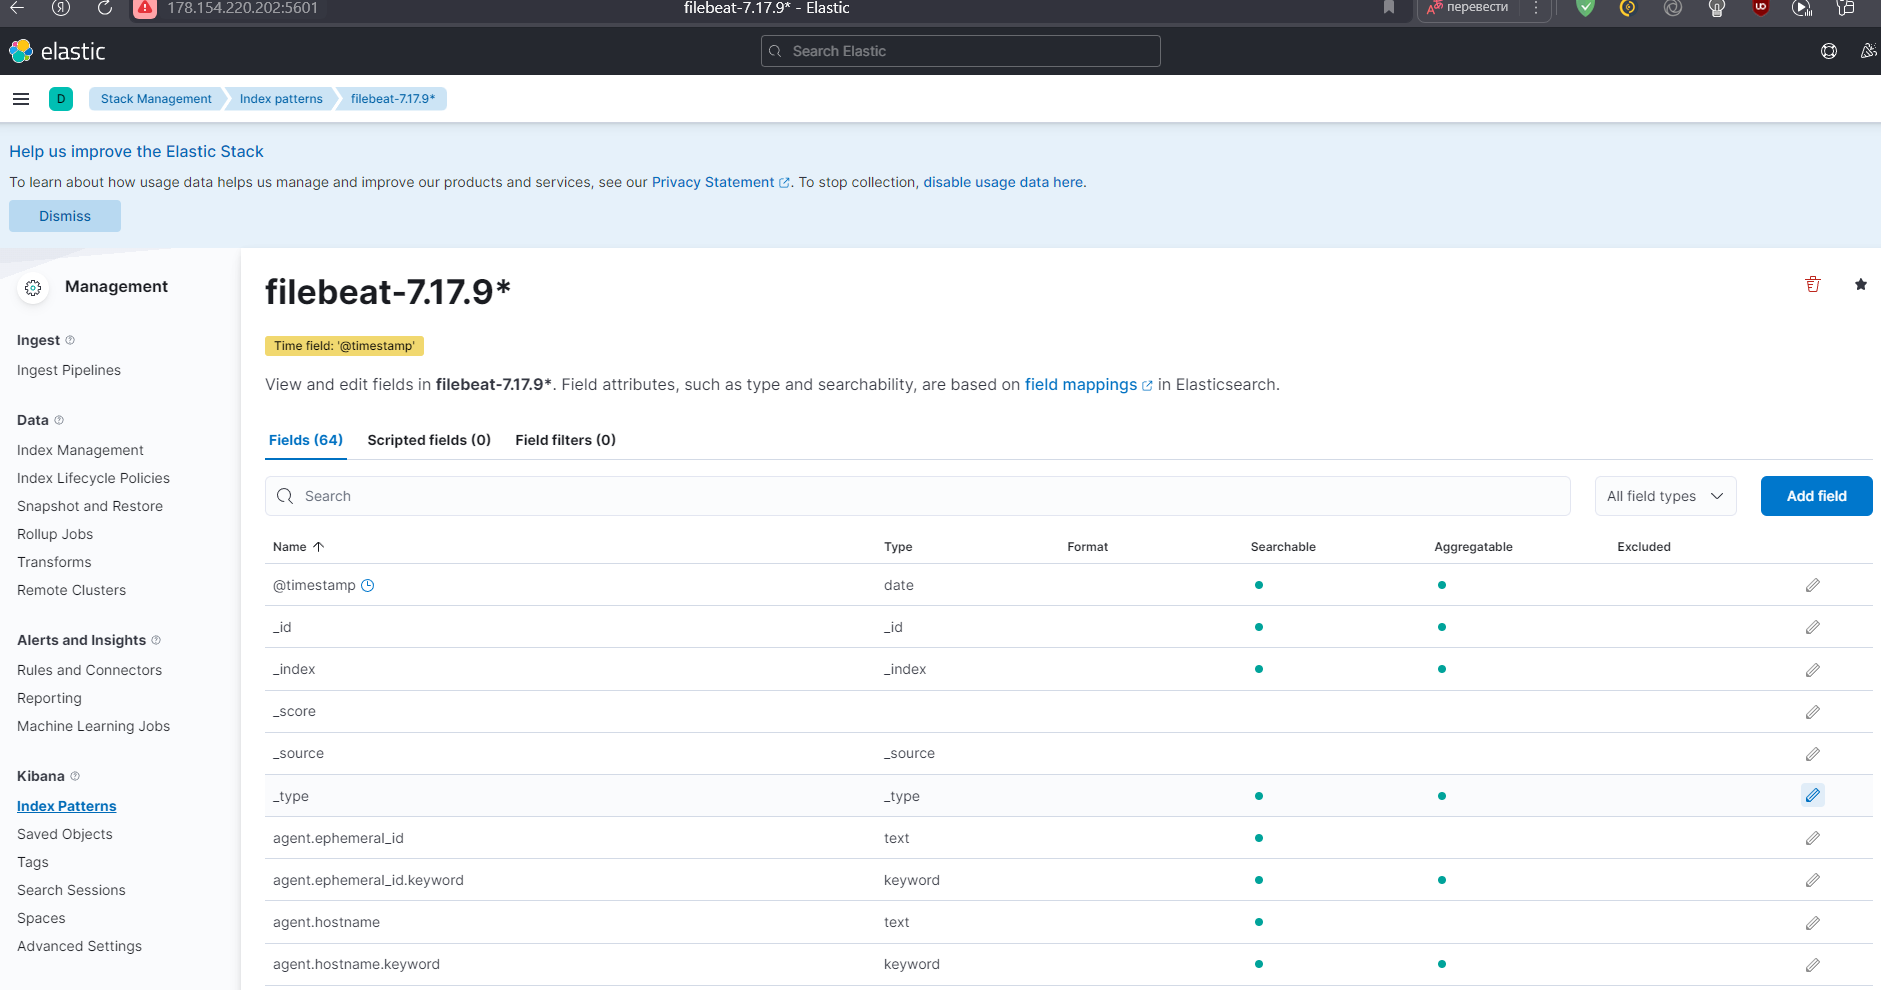 178.154.220.202:5601
filebeat-7.17.9* - Elastic
перевести
elastic
Search Elastic
D
Stack Management
Index patterns
filebeat-7.17.9*
Help us improve the Elastic Stack
To learn about how usage data helps us manage and improve our products and services, see our Privacy Statement. To stop collection, disable usage data here.
Dismiss
Management
Ingest
Ingest Pipelines
Data
Index Management
Index Lifecycle Policies
Snapshot and Restore
Rollup Jobs
Transforms
Remote Clusters
Alerts and Insights
Rules and Connectors
Reporting
Machine Learning Jobs
Kibana
Index Patterns
Saved Objects
Tags
Search Sessions
Spaces
Advanced Settings
filebeat-7.17.9*
Time field: '@timestamp'
View and edit fields in filebeat-7.17.9*. Field attributes, such as type and searchability, are based on field mappings in Elasticsearch.
Fields (64) Scripted fields (0) Field filters (0)
Search
All field types
Add field
Name Type Format Searchable Aggregatable Excluded
@timestamp date
_id _id
_index _index
_score
_source _source
_type _type
agent.ephemeral_id text
agent.ephemeral_id.keyword keyword
agent.hostname text
agent.hostname.keyword keyword